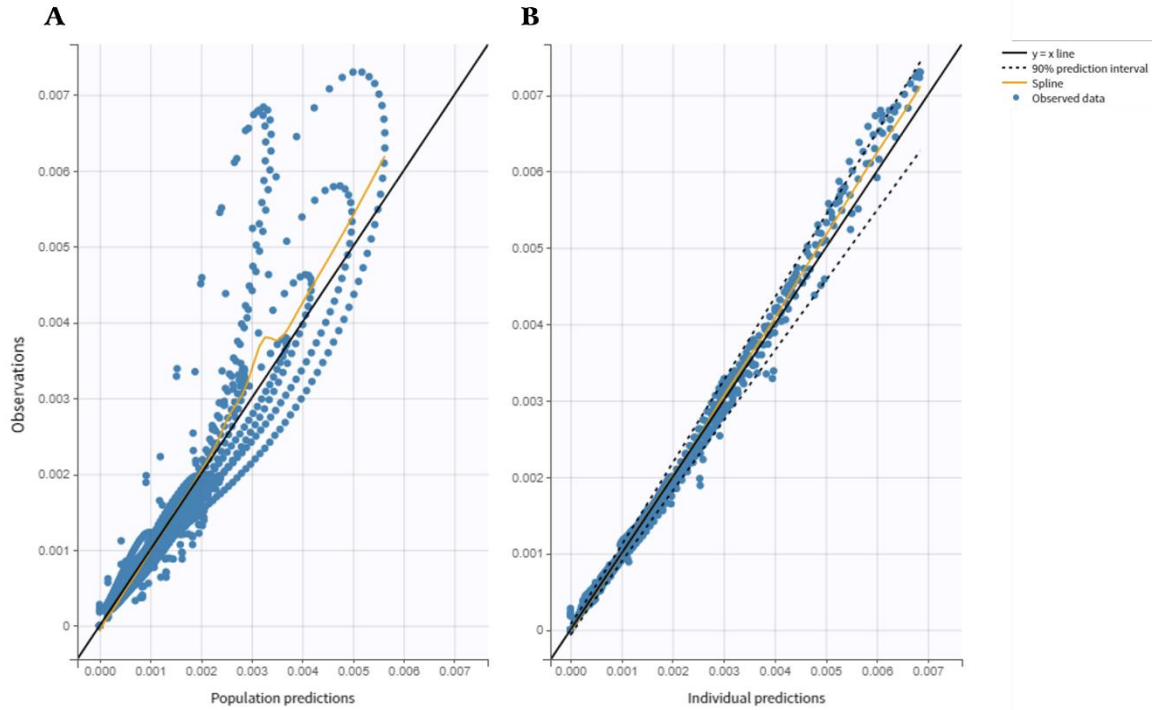 A
B
y = x line
90% prediction interval
Spline
Observed data
Observations
0.007
0.006
0.005
0.004
0.003
0.002
0.001
0
0.000 0.001 0.002 0.003 0.004 0.005 0.006 0.007
Population predictions
0.007
0.006
0.005
0.004
0.003
0.002
0.001
0
0.000 0.001 0.002 0.003 0.004 0.005 0.006 0.007
Individual predictions